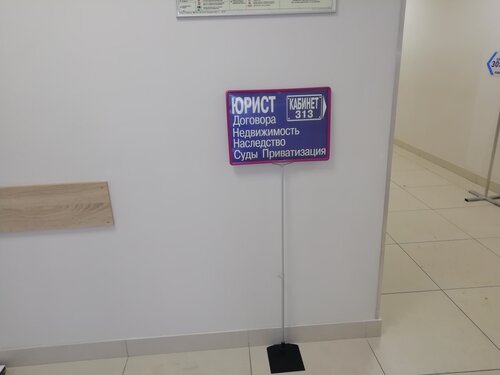 ЮРИСТ
КАБИНЕТ
313
Договора
Недвижимость
Наследство
Суды Приватизация